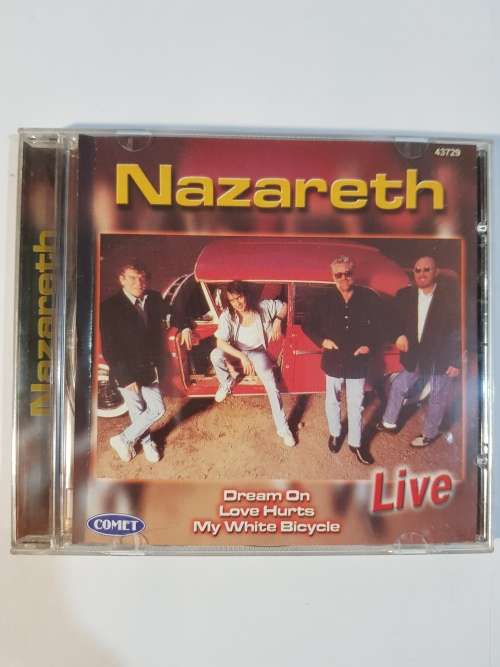 43729
Nazareth
Nazareth
Live
Dream On
Love Hurts
My White Bicycle
COMET